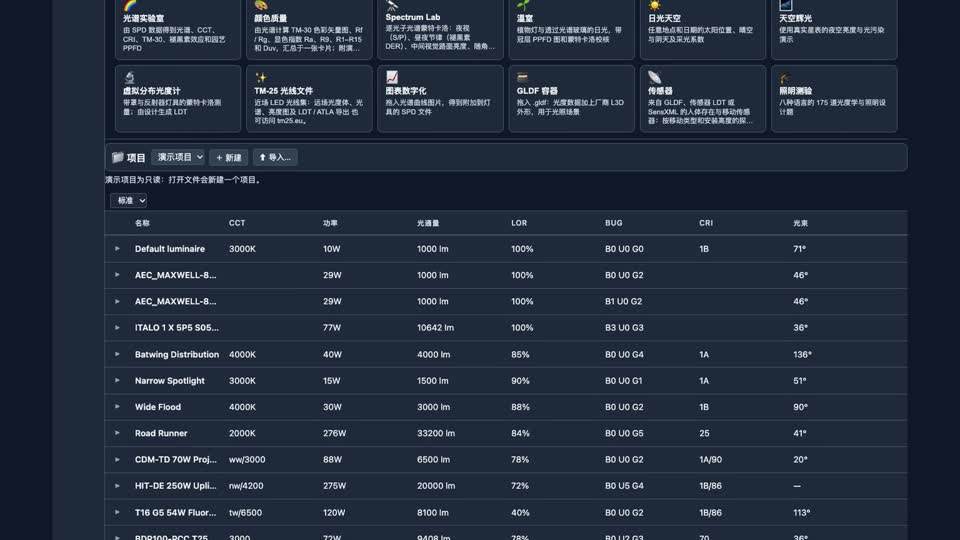 光谱实验室
由 SPD 数据得到光谱、CCT、
CRI、TM-30、褪黑素效应和园艺
PPFD
颜色质量
由光谱计算 TM-30 色彩矢量图、Rf
/ Rg、显色指数 Ra、R9、R1–R15
和 Duv，汇总于一张卡片；附演…
Spectrum Lab
逐光子光谱蒙特卡洛：夜视
(S/P)、昼夜节律（褪黑素
DER）、中间视觉路面亮度、随角…
温室
植物灯与透过光谱玻璃的日光，带
冠层 PPFD 图和蒙特卡洛校核
日光天空
任意地点和日期的太阳位置、晴空
与阴天及采光系数
天空辉光
使用真实星表的夜空亮度与光污染
演示
虚拟分布光度计
带罩与反射器灯具的蒙特卡洛测
量；由设计生成 LDT
TM-25 光线文件
近场 LED 光线集：远场光度体、光
谱、亮度图及 LDT / ATLA 导出 也
可访问 tm25.eu。
图表数字化
拖入光谱曲线图片，得到附加到灯
具的 SPD 文件
GLDF 容器
拖入 .gldf：光度数据加上厂商 L3D
外形，用于光照场景
传感器
来自 GLDF、传感器 LDT 或
SensXML 的人体存在与移动传感
器：按移动类型和安装高度的探…
照明测验
八种语言的 175 道光度学与照明设
计题
项目 演示项目 + 新建 导入…
演示项目为只读：打开文件会新建一个项目。
标准
名称 CCT 功率 光通量 LOR BUG CRI 光束
Default luminaire 3000K 10W 1000 lm 100% B0 U0 G0 1B 71°
AEC_MAXWELL-8... 29W 1000 lm 100% B0 U0 G2 46°
AEC_MAXWELL-8... 29W 1000 lm 100% B1 U0 G2 46°
ITALO 1 X 5P5 S05... 77W 10642 lm 100% B3 U0 G3 36°
Batwing Distribution 4000K 40W 4000 lm 85% B0 U0 G4 1A 136°
Narrow Spotlight 3000K 15W 1500 lm 90% B0 U0 G1 1A 51°
Wide Flood 4000K 30W 3000 lm 88% B0 U0 G2 1B 90°
Road Runner 2000K 276W 33200 lm 84% B0 U0 G5 25 41°
CDM-TD 70W Proj... ww/3000 88W 6500 lm 78% B0 U0 G2 1A/90 20°
HIT-DE 250W Upli... nw/4200 275W 20000 lm 72% B0 U5 G4 1B/86 —
T16 G5 54W Fluor... tw/6500 120W 8100 lm 40% B0 U0 G2 1B/86 113°
BDP100-PCC T25... 3000 72W 9408 lm 78% B0 U2 G3 70 36°